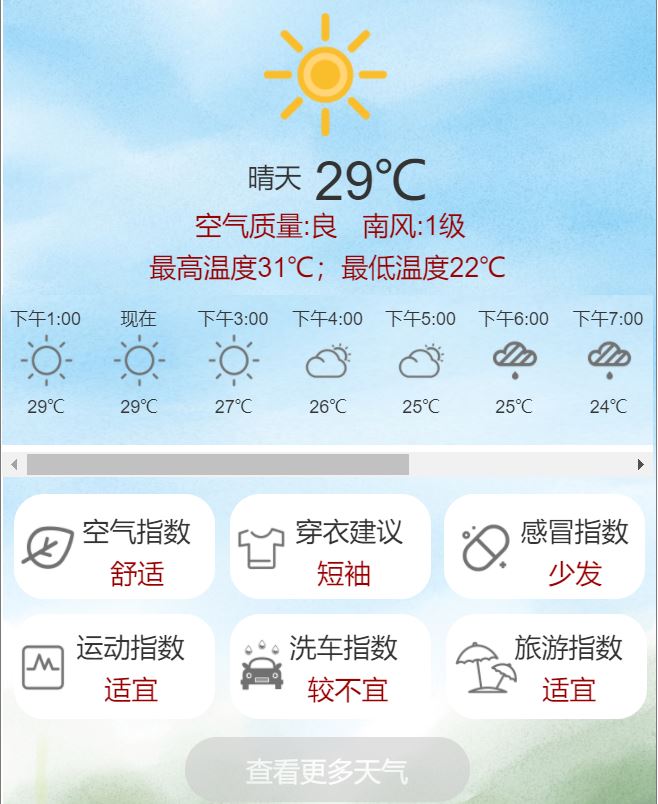 晴天 29℃
空气质量:良 南风:1级
最高温度31℃；最低温度22℃
下午1:00 现在 下午3:00 下午4:00 下午5:00 下午6:00 下午7:00
29℃ 29℃ 27℃ 26℃ 25℃ 25℃ 24℃
空气指数 穿衣建议 感冒指数
舒适 短袖 少发
运动指数 洗车指数 旅游指数
适宜 较不宜 适宜
查看更多天气